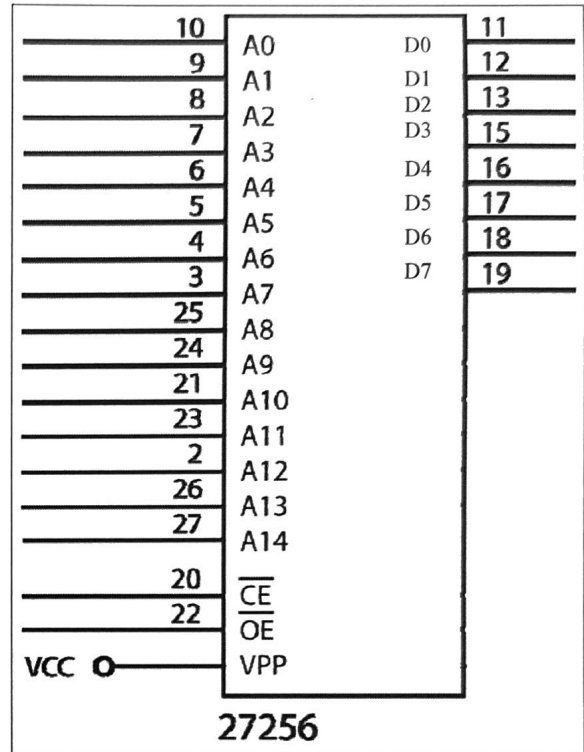 10 A0 D0 11
9 A1 D1 12
8 A2 D2 13
7 A3 D3 15
6 A4 D4 16
5 A5 D5 17
4 A6 D6 18
3 A7 D7 19
25 A8
24 A9
21 A10
23 A11
2 A12
26 A13
27 A14
20 CE
22 OE
VCC VPP
27256